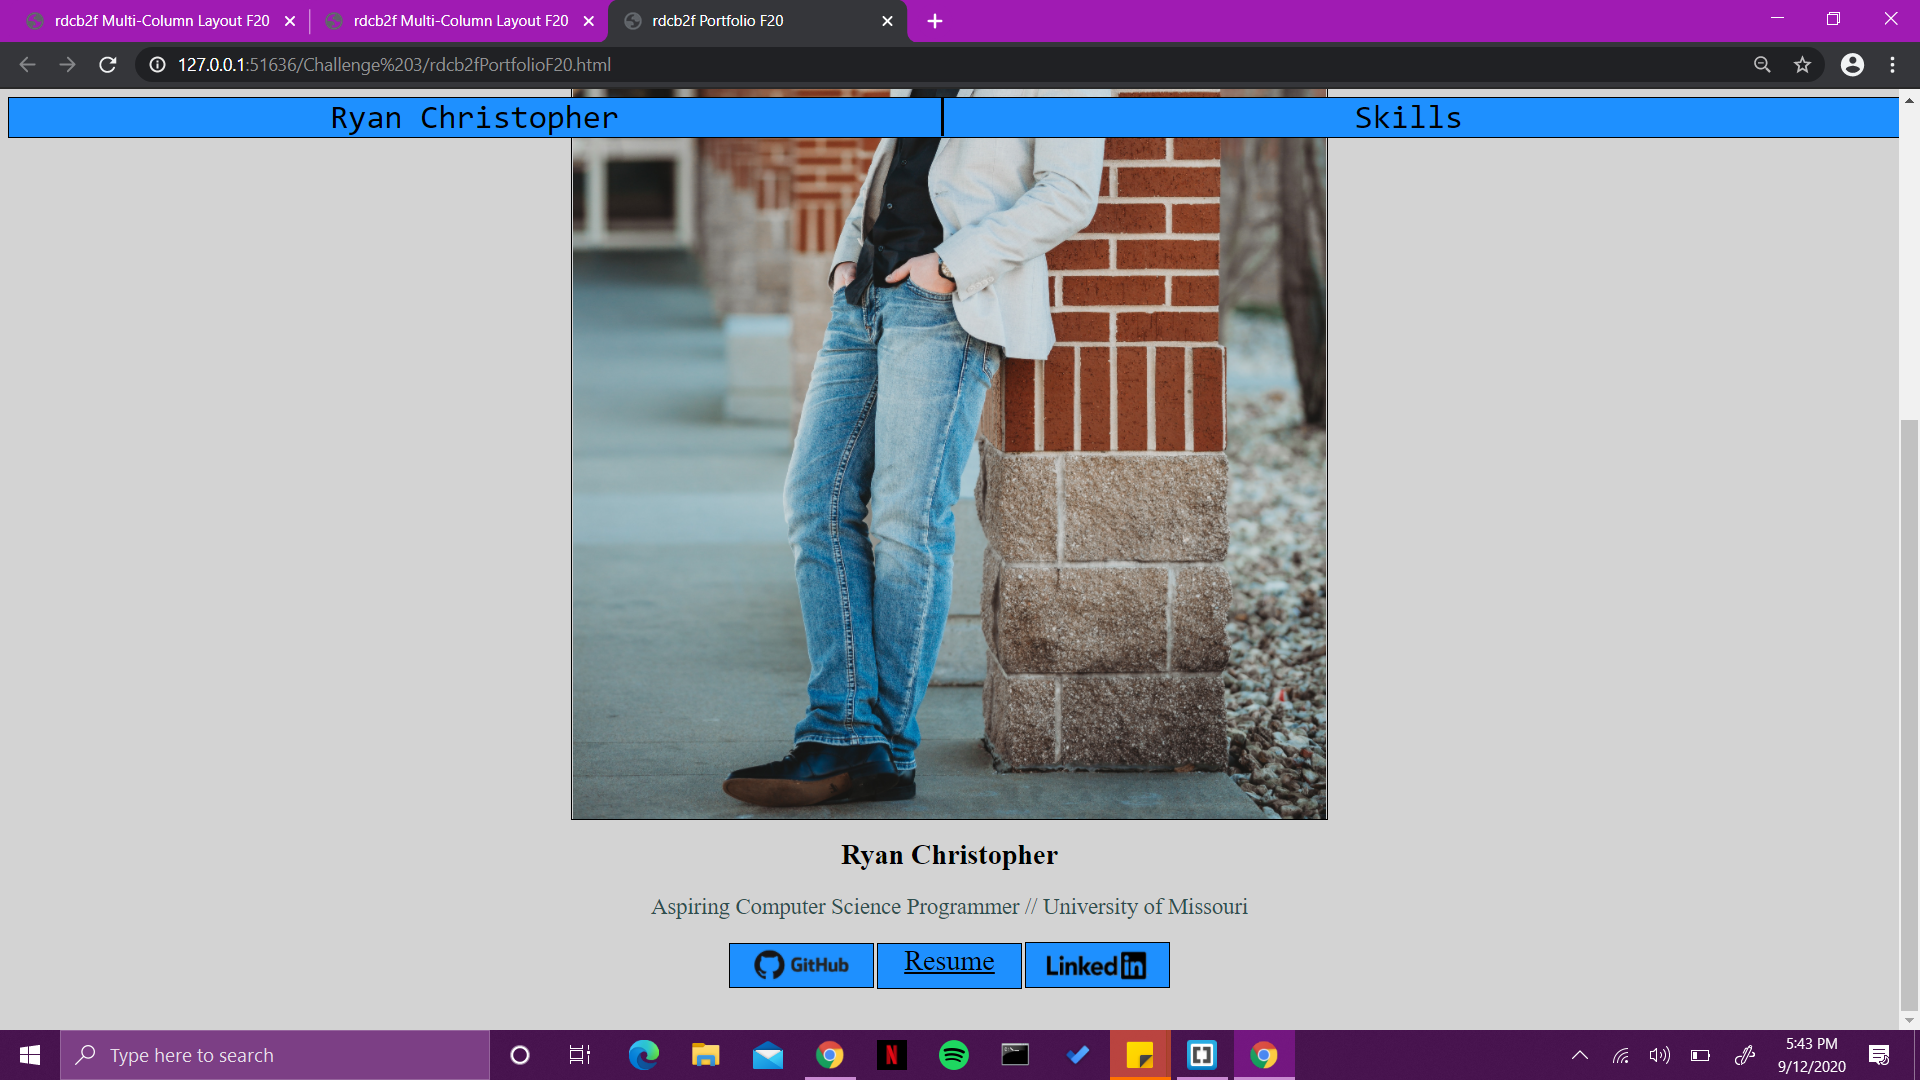 rdcb2f Multi-Column Layout F20
rdcb2f Multi-Column Layout F20
rdcb2f Portfolio F20
127.0.0.1:51636/Challenge%203/rdcb2fPortfolioF20.html
Ryan Christopher
Skills
Ryan Christopher
Aspiring Computer Science Programmer // University of Missouri
GitHub
Resume
Linked in
Type here to search
N
5:43 PM
9/12/2020